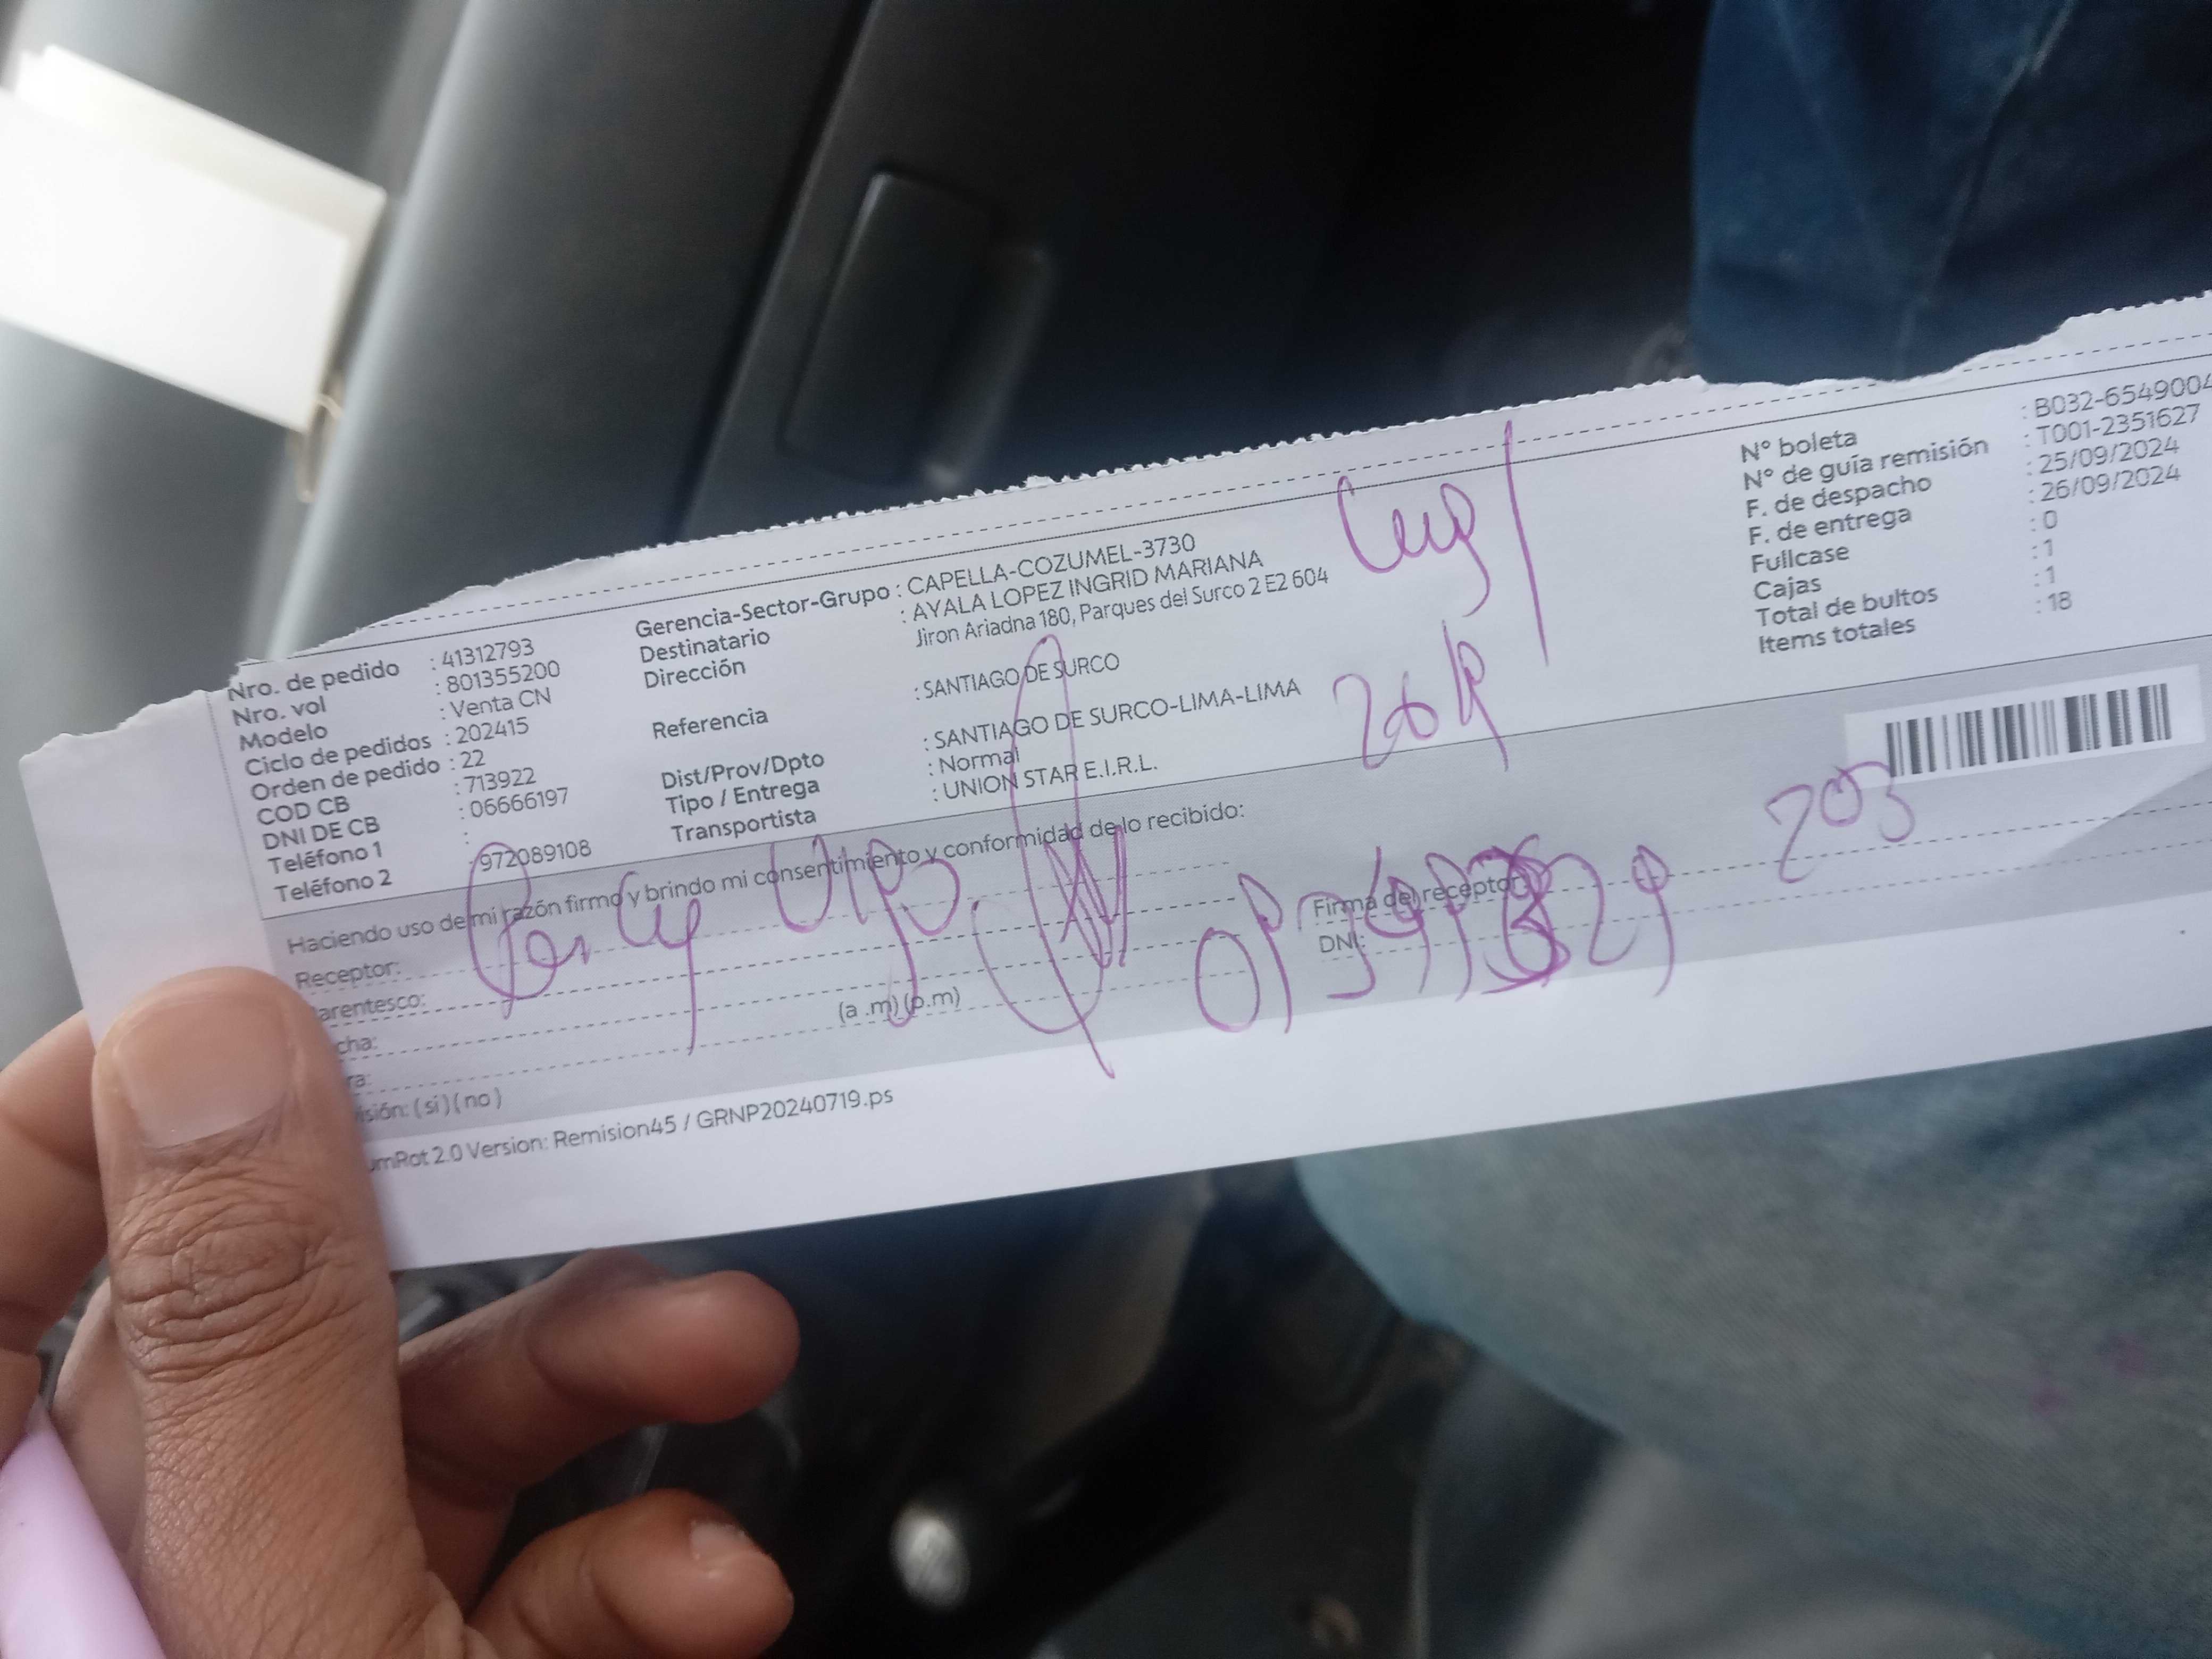 Nro. de pedido : 41312793
Nro. vol : 801355200
Modelo : Venta CN
Ciclo de pedidos : 202415
Orden de pedido : 22
COD CB : 713922
DNI DE CB : 06666197
Teléfono 1 :
Teléfono 2 : 972089108
Gerencia-Sector-Grupo : CAPELLA-COZUMEL-3730
Destinatario : AYALA LOPEZ INGRID MARIANA
Dirección Jiron Ariadna 180, Parques del Surco 2 E2 604
Referencia : SANTIAGO DE SURCO
Dist/Prov/Dpto : SANTIAGO DE SURCO-LIMA-LIMA
Tipo / Entrega : Normal
Transportista : UNION STAR E.I.R.L.
N° boleta : B032-6549004
N° de guía remisión : T001-2351627
F. de despacho : 25/09/2024
F. de entrega : 26/09/2024
Fullcase : 0
Cajas : 1
Total de bultos : 1
Items totales : 18
Haciendo uso de mi razón firmo y brindo mi consentimiento y conformidad de lo recibido:
Receptor:
arentesco:
cha:
ra: (a .m) (p.m)
isión: (si) (no)
Firma del receptor:
DNI:
203
umRot 2.0 Version: Remision45 / GRNP20240719.ps